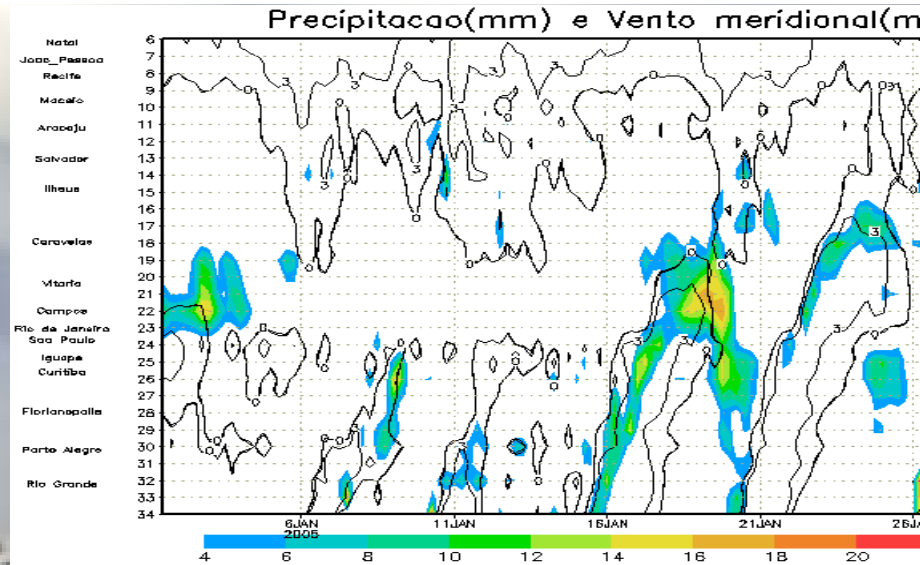 Precipitacao(mm) e Vento meridional(m
Natal
Joao_Pessoa
Recife
Maceio
Aracaju
Salvador
Ilheus
Caravelas
Vitoria
Campos
Rio de Janeiro
Sao Paulo
Iguape
Curitiba
Florianopolis
Porto Alegre
Rio Grande
6
7
8
9
10
11
12
13
14
15
16
17
18
19
20
21
22
23
24
25
26
27
28
29
30
31
32
33
34
6JAN
2005
11JAN
16JAN
21JAN
26JA
4 6 8 10 12 14 16 18 20